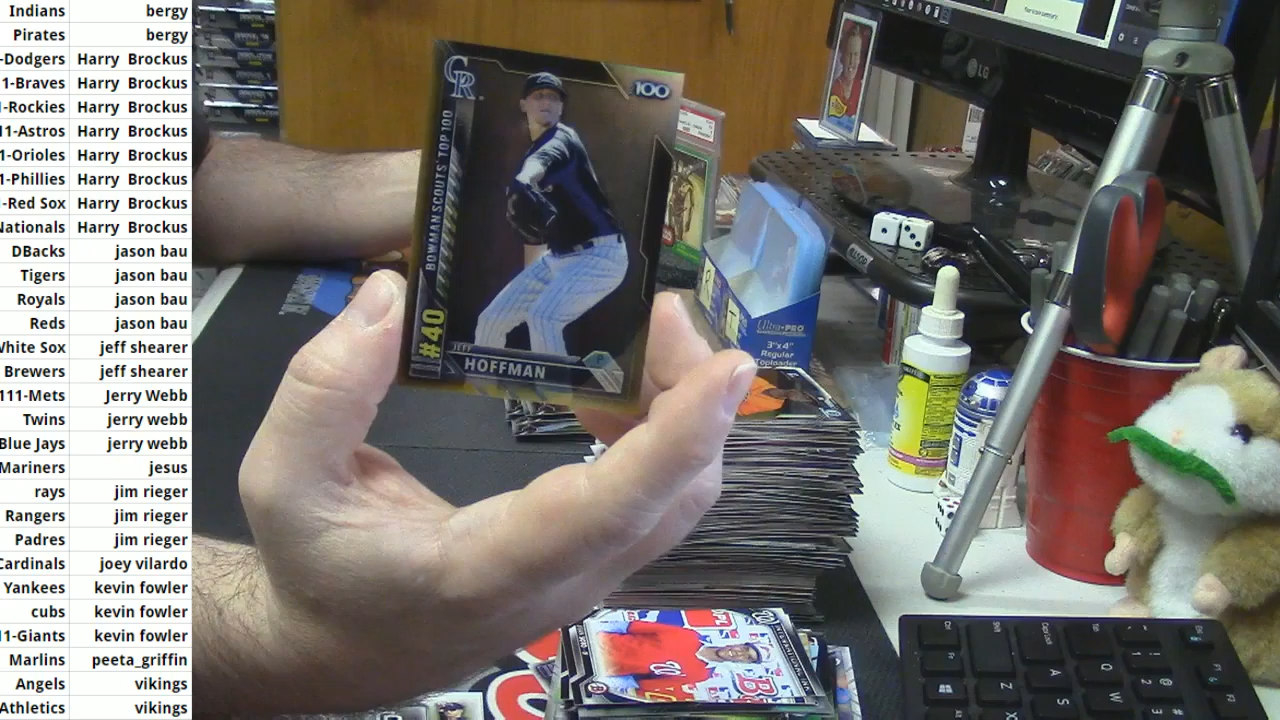 Indians bergy
Pirates bergy
-Dodgers Harry Brockus
1-Braves Harry Brockus
-Rockies Harry Brockus
11-Astros Harry Brockus
1-Orioles Harry Brockus
-Phillies Harry Brockus
-Red Sox Harry Brockus
Nationals Harry Brockus
DBacks jason bau
Tigers jason bau
Royals jason bau
Reds jason bau
White Sox jeff shearer
Brewers jeff shearer
111-Mets Jerry Webb
Twins jerry webb
Blue Jays jerry webb
Mariners jesus
rays jim rieger
Rangers jim rieger
Padres jim rieger
Cardinals joey vilardo
Yankees kevin fowler
cubs kevin fowler
11-Giants kevin fowler
Marlins peeta_griffin
Angels vikings
Athletics vikings
CR
100
BOWMAN SCOUTS' TOP 100
#40
JEFF
HOFFMAN
LG
Ultra-PRO
3"x4"
Regular
Toploader